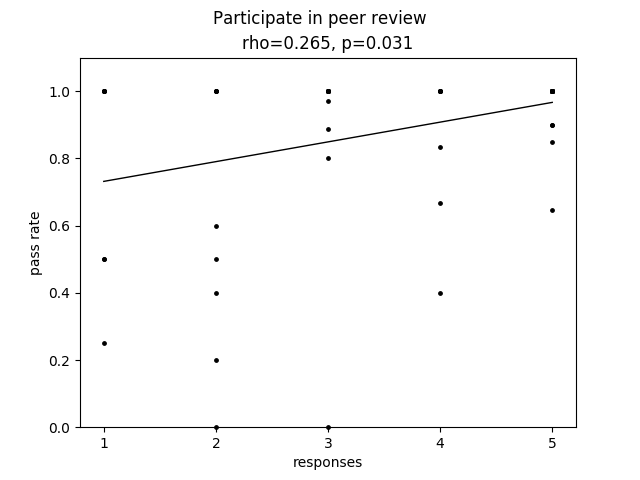 Participate in peer review
rho=0.265, p=0.031
1.0
0.8
0.6
0.4
0.2
0.0
pass rate
1 2 3 4 5
responses